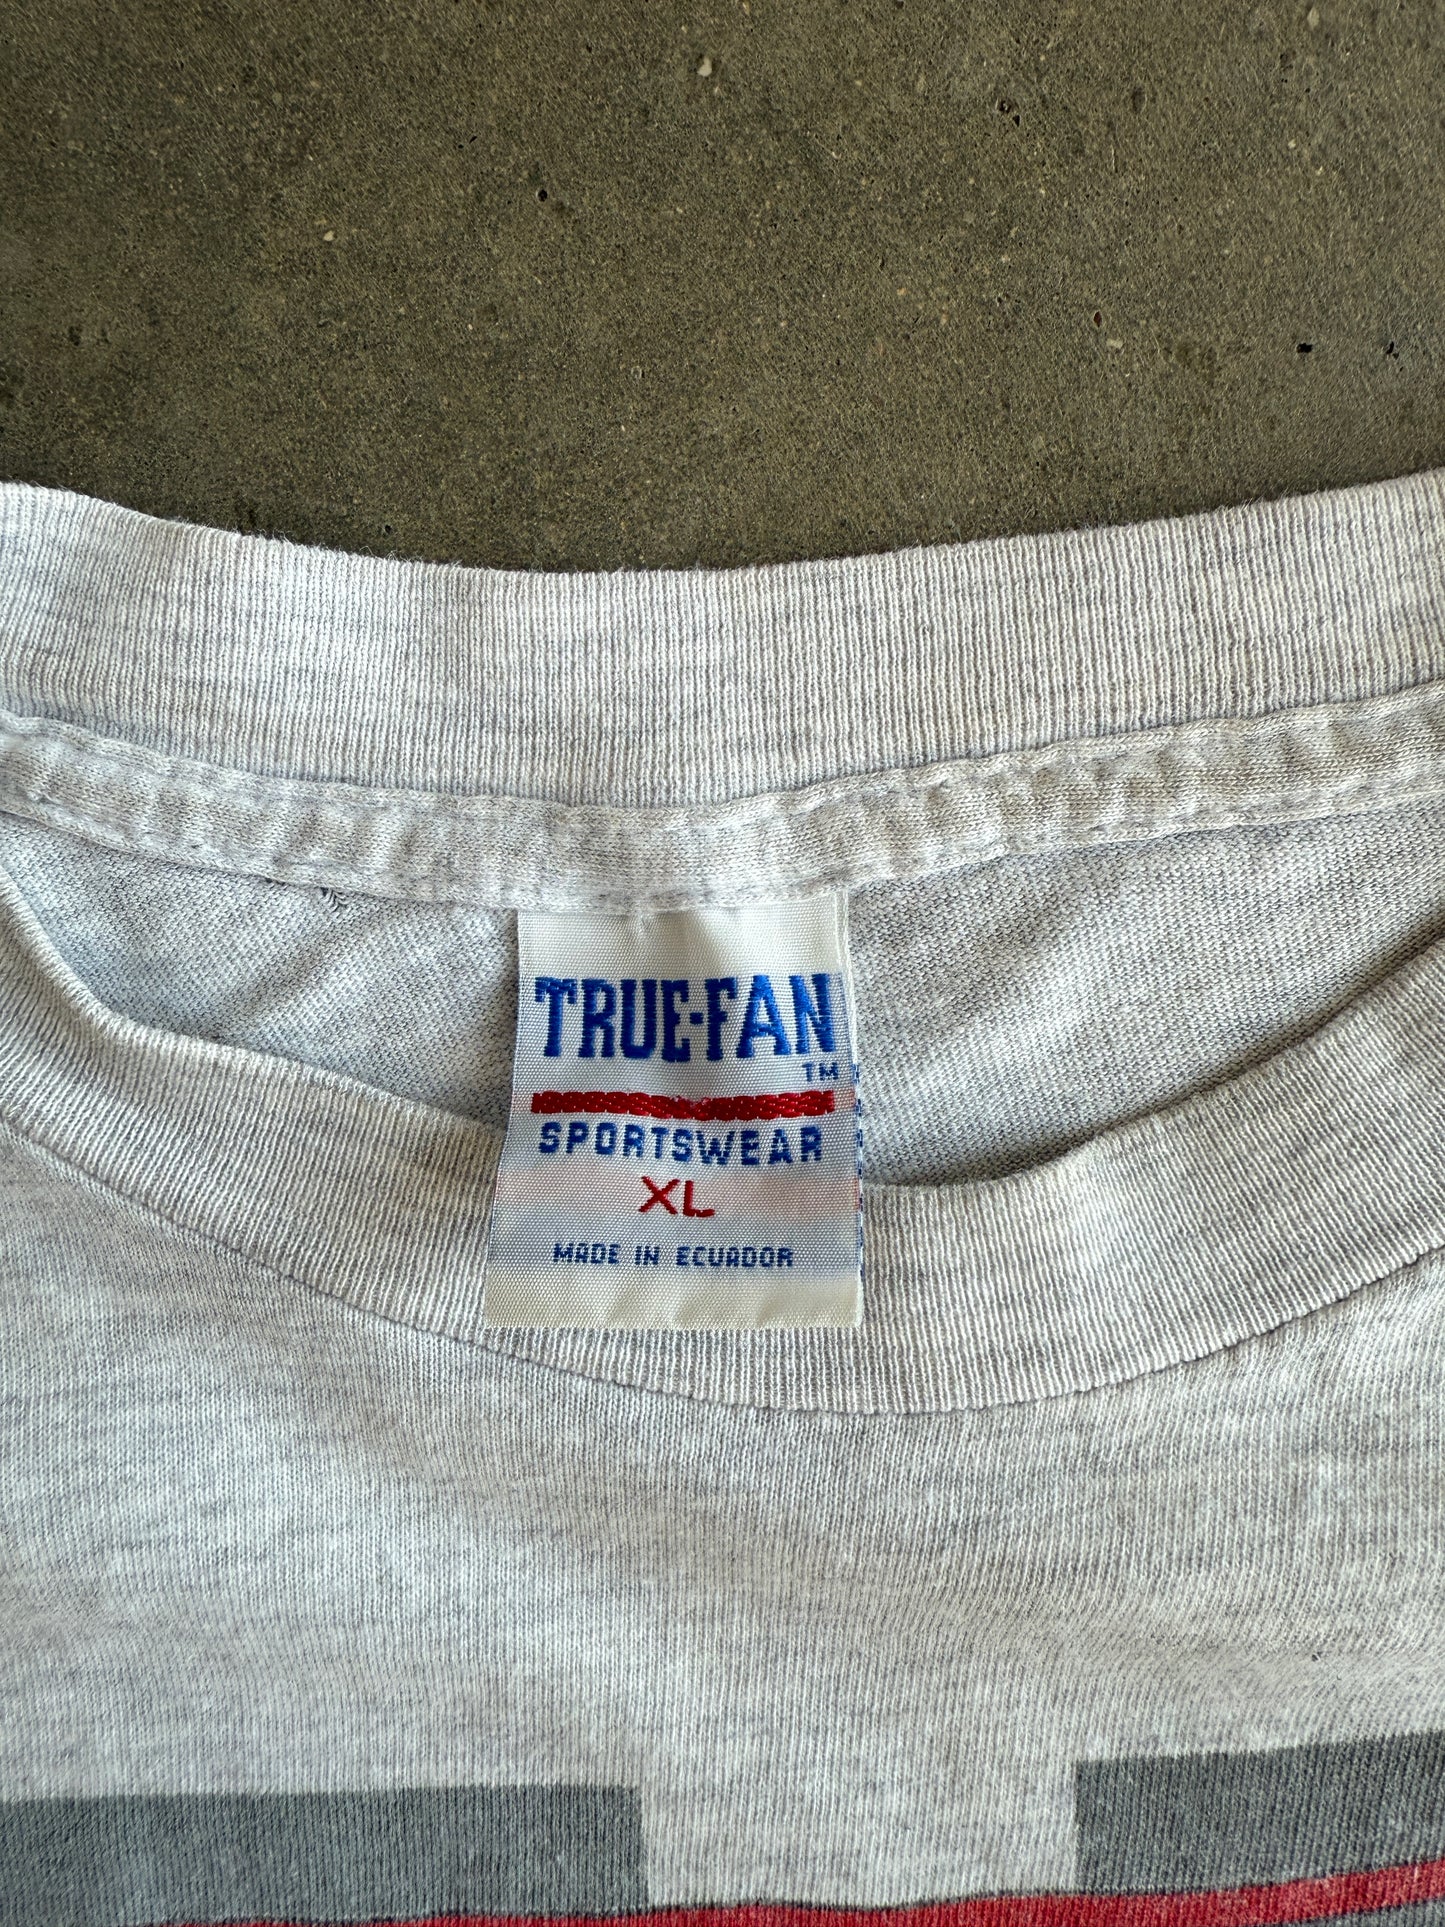 TRUE-FAN
TM
SPORTSWEAR
XL
MADE IN ECUADOR